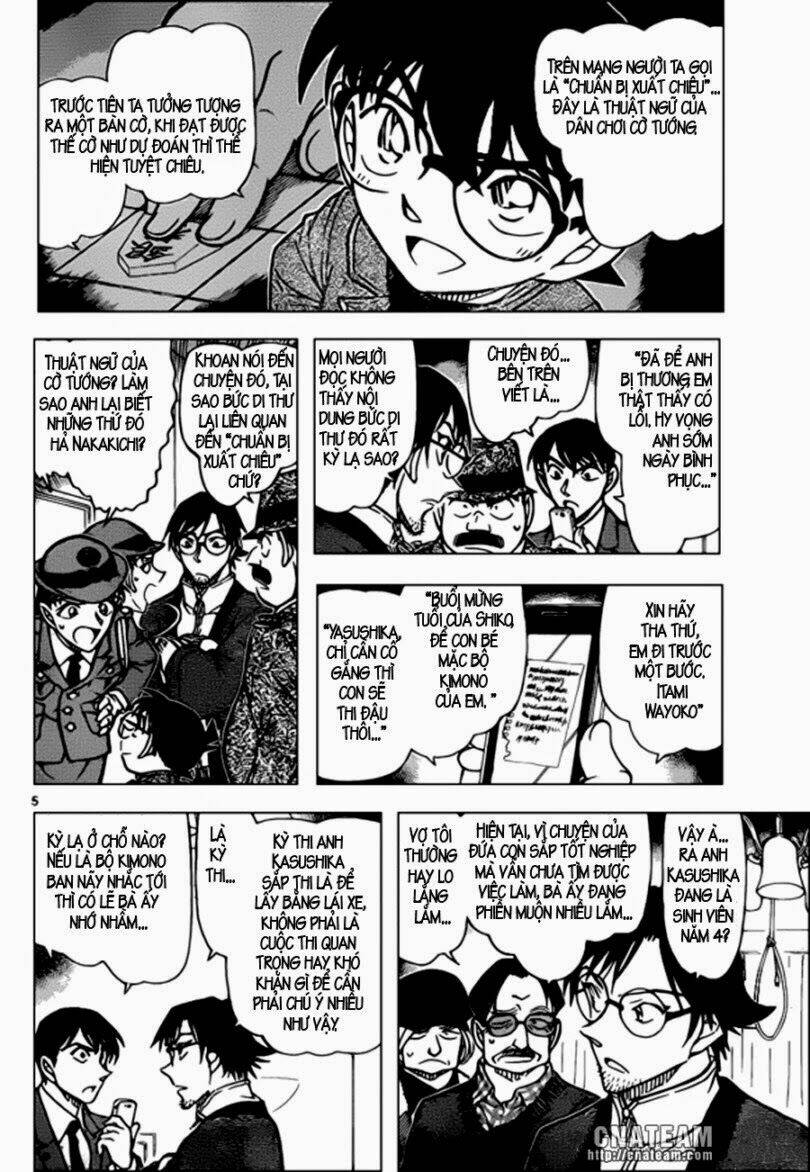 TRÊN MẠNG NGƯỜI TA GỌI
LÀ "CHUẨN BỊ XUẤT CHIÊU"...
ĐÂY LÀ THUẬT NGỮ CỦA
DÂN CHƠI CỜ TƯỚNG
TRƯỚC TIÊN TA TƯỞNG TƯỢNG
RA MỘT BÀN CỜ, KHI ĐẠT ĐƯỢC
THẾ CỜ NHƯ DỰ ĐOÁN THÌ THỂ
HIỆN TUYỆT CHIÊU.
"ĐÃ ĐỂ ANH
BỊ THƯƠNG EM
THẬT THẤY CÓ
LỖI, HY VỌNG
ANH SỚM
NGÀY BÌNH
PHỤC..."
CHUYỆN ĐÓ...
BÊN TRÊN
VIẾT LÀ...
MỌI NGƯỜI
ĐỌC KHÔNG
THẤY NỘI
DUNG BỨC DI
THƯ ĐÓ RẤT
KỲ LẠ SAO?
KHOAN NÓI ĐẾN
CHUYỆN ĐÓ, TẠI
SAO BỨC DI THƯ
LẠI LIÊN QUAN
ĐẾN "CHUẨN BỊ
XUẤT CHIÊU"
CHỨ?
THUẬT NGỮ CỦA
CỜ TƯỚNG? LÀM
SAO ANH LẠI BIẾT
NHỮNG THỨ ĐÓ
HẢ NAKAKICHI?
XIN HÃY
THA THỨ,
EM ĐI TRƯỚC
MỘT BƯỚC.
ITAMI
WAYOKO"
"BUỔI MỪNG
TUỔI CỦA SHIKO,
ĐỂ CON BÉ
MẶC BỘ
KIMONO
CỦA EM."
"YASUSHIKA,
CHỈ CẦN CỐ
GẮNG THÌ
CON SẼ
THI ĐẬU
THÔI..."
5
VẬY À...
RA ANH
KASUSHIKA
ĐANG LÀ
SINH VIÊN
NĂM 4?
HIỆN TẠI, VÌ CHUYỆN CỦA
ĐỨA CON SẮP TỐT NGHIỆP
MÀ VẪN CHƯA TÌM ĐƯỢC
VIỆC LÀM, BÀ ẤY ĐANG
PHIỀN MUỘN NHIỀU LẮM...
VỢ TÔI
THƯỜNG
HAY LO
LẮNG
LẮM...
KỲ THI ANH
KASUSHIKA
SẮP THI LÀ ĐỂ
LẤY BẰNG LÁI XE,
KHÔNG PHẢI LÀ
CUỘC THI QUAN
TRỌNG HAY KHÓ
KHĂN GÌ ĐỂ CẦN
PHẢI CHÚ Ý NHIỀU
NHƯ VẬY.
LÀ
KỲ
THI...
KỲ LẠ Ở CHỖ NÀO?
NẾU LÀ BỘ KIMONO
BAN NÃY NHẮC TỚI
THÌ CÓ LẼ BÀ ẤY
NHỚ NHẦM...
CNATEAM
http://cnateam.com/